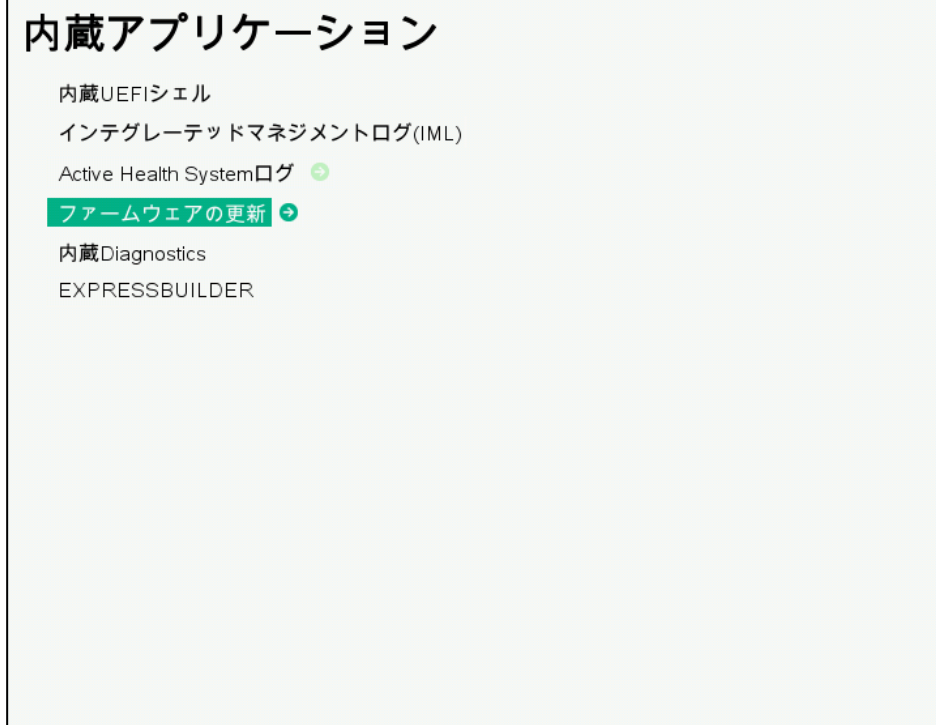 内蔵アプリケーション
内蔵UEFIシェル
インテグレーテッドマネジメントログ(IML)
Active Health Systemログ
ファームウェアの更新
内蔵Diagnostics
EXPRESSBUILDER